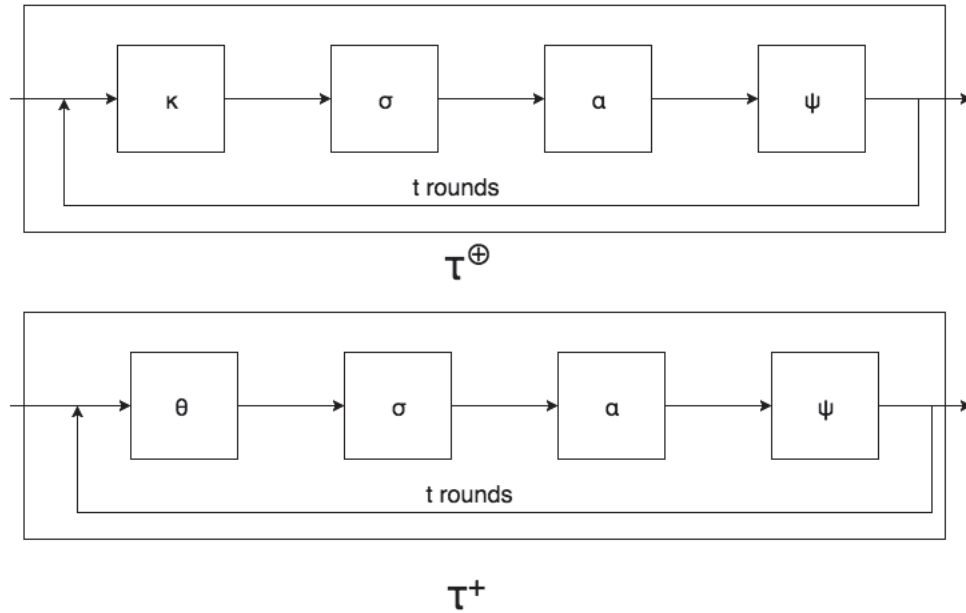 κ σ α ψ
t rounds
τ⊕
θ σ α ψ
t rounds
τ+